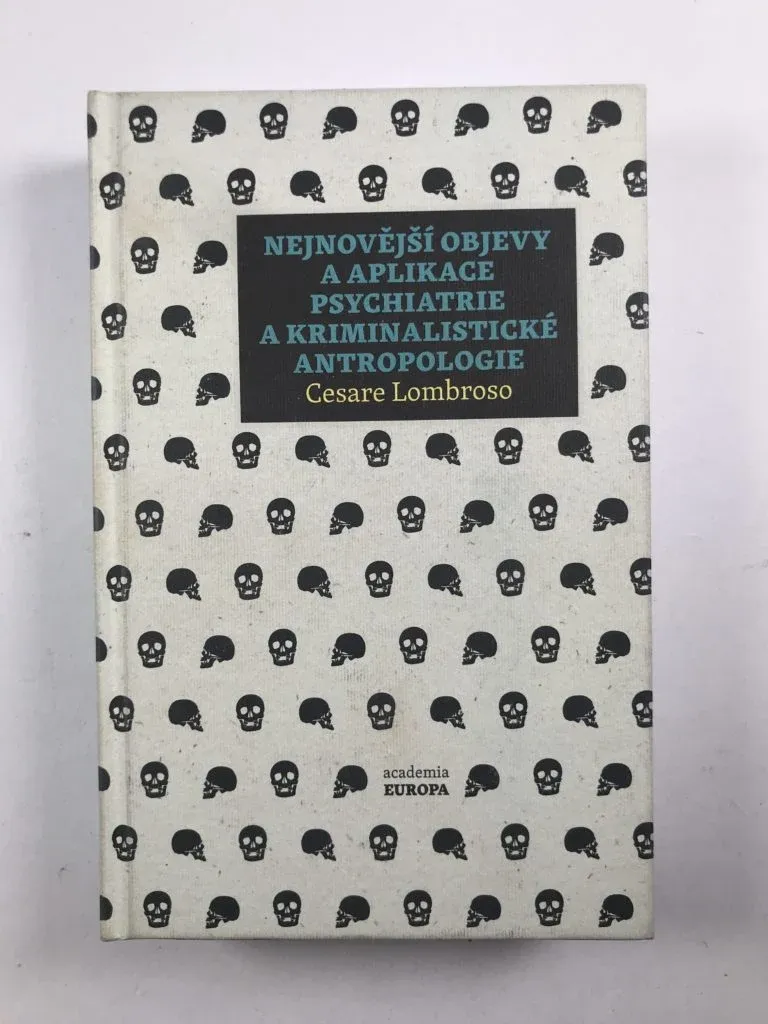 NEJNOVĚJŠÍ OBJEVY
A APLIKACE
PSYCHIATRIE
A KRIMINALISTICKÉ
ANTROPOLOGIE
Cesare Lombroso
academia
EUROPA